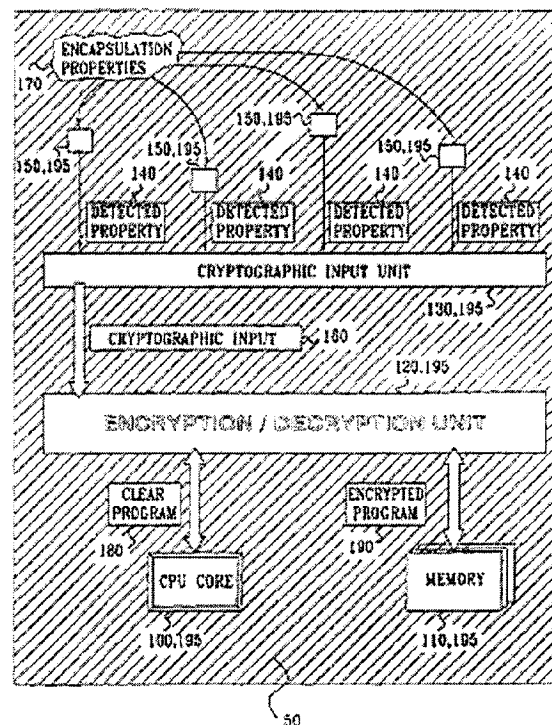 ENCAPSULATION
PROPERTIES
170
150,195
150,195
150,195
150,195
140
140
140
140
DETECTED
PROPERTY
DETECTED
PROPERTY
DETECTED
PROPERTY
DETECTED
PROPERTY
CRYPTOGRAPHIC INPUT UNIT
130,195
CRYPTOGRAPHIC INPUT
160
120,195
ENCRYPTION / DECRYPTION UNIT
CLEAR
PROGRAM
180
ENCRYPTED
PROGRAM
190
CPU CORE
MEMORY
100,195
110,195
50